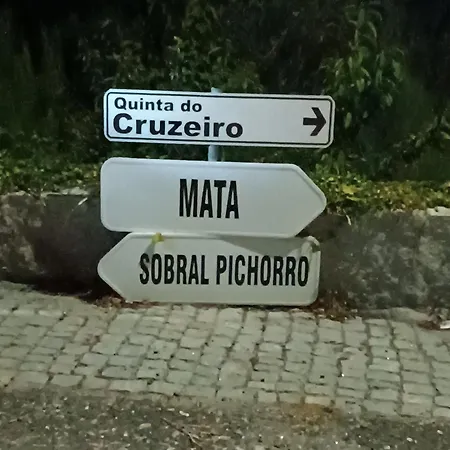 Quinta do
Cruzeiro
MATA
SOBRAL PICHORRO